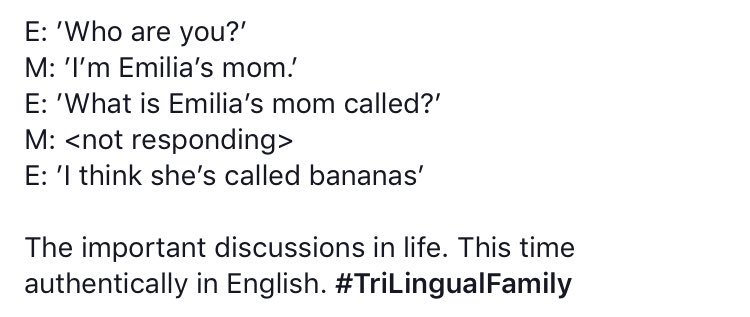 E: ’Who are you?’
M: ’I’m Emilia’s mom.’
E: ’What is Emilia’s mom called?’
M: <not responding>
E: ’I think she’s called bananas’
The important discussions in life. This time
authentically in English. #TriLingualFamily